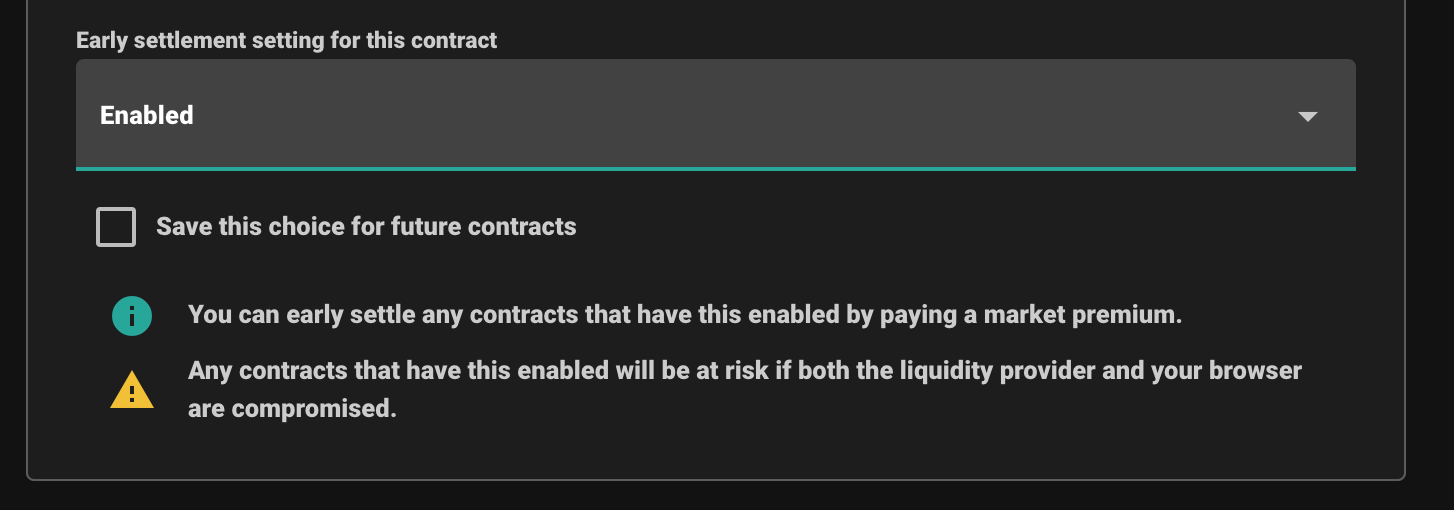 Early settlement setting for this contract
Enabled
Save this choice for future contracts
You can early settle any contracts that have this enabled by paying a market premium.
Any contracts that have this enabled will be at risk if both the liquidity provider and your browser
are compromised.